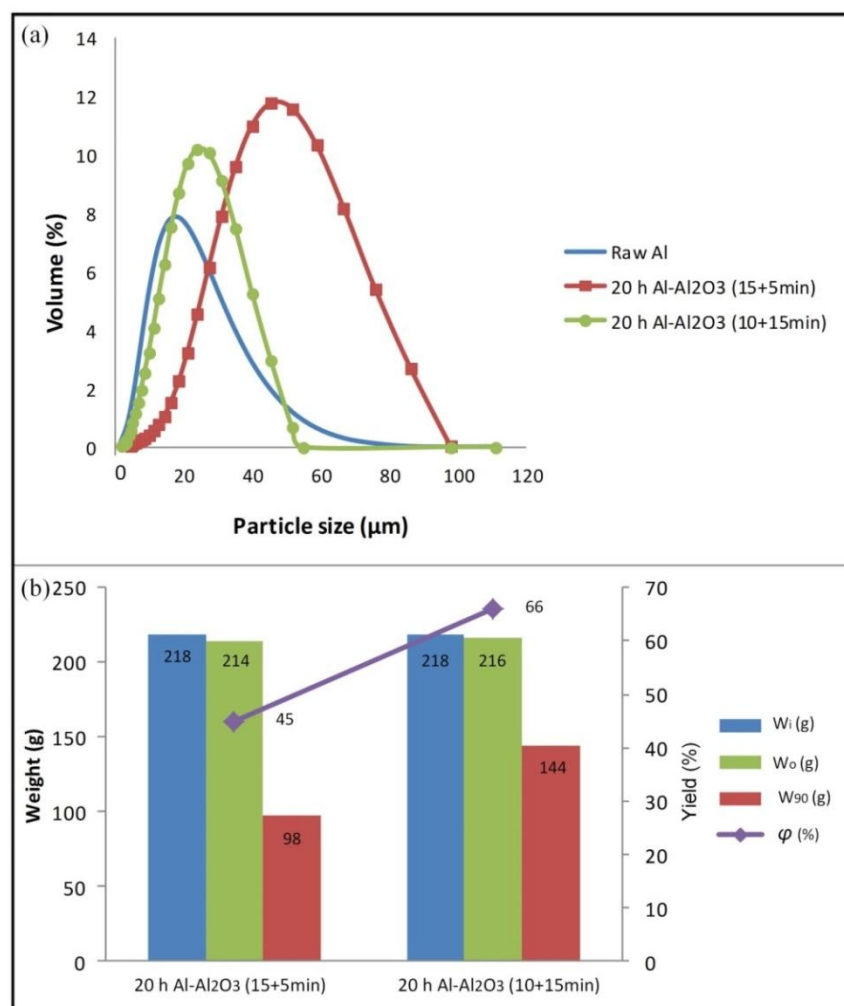 (a)
14
12
10
8
6
4
2
0
Volume (%)
0 20 40 60 80 100 120
Particle size (µm)
Raw Al
20 h Al-Al2O3 (15+5min)
20 h Al-Al2O3 (10+15min)
(b)
250
200
150
100
50
0
Weight (g)
218 214 98
45
218 216 144
66
70
60
50
40
30
20
10
0
Yield (%)
20 h Al-Al2O3 (15+5min) 20 h Al-Al2O3 (10+15min)
Wi (g)
Wo (g)
W90 (g)
φ (%)